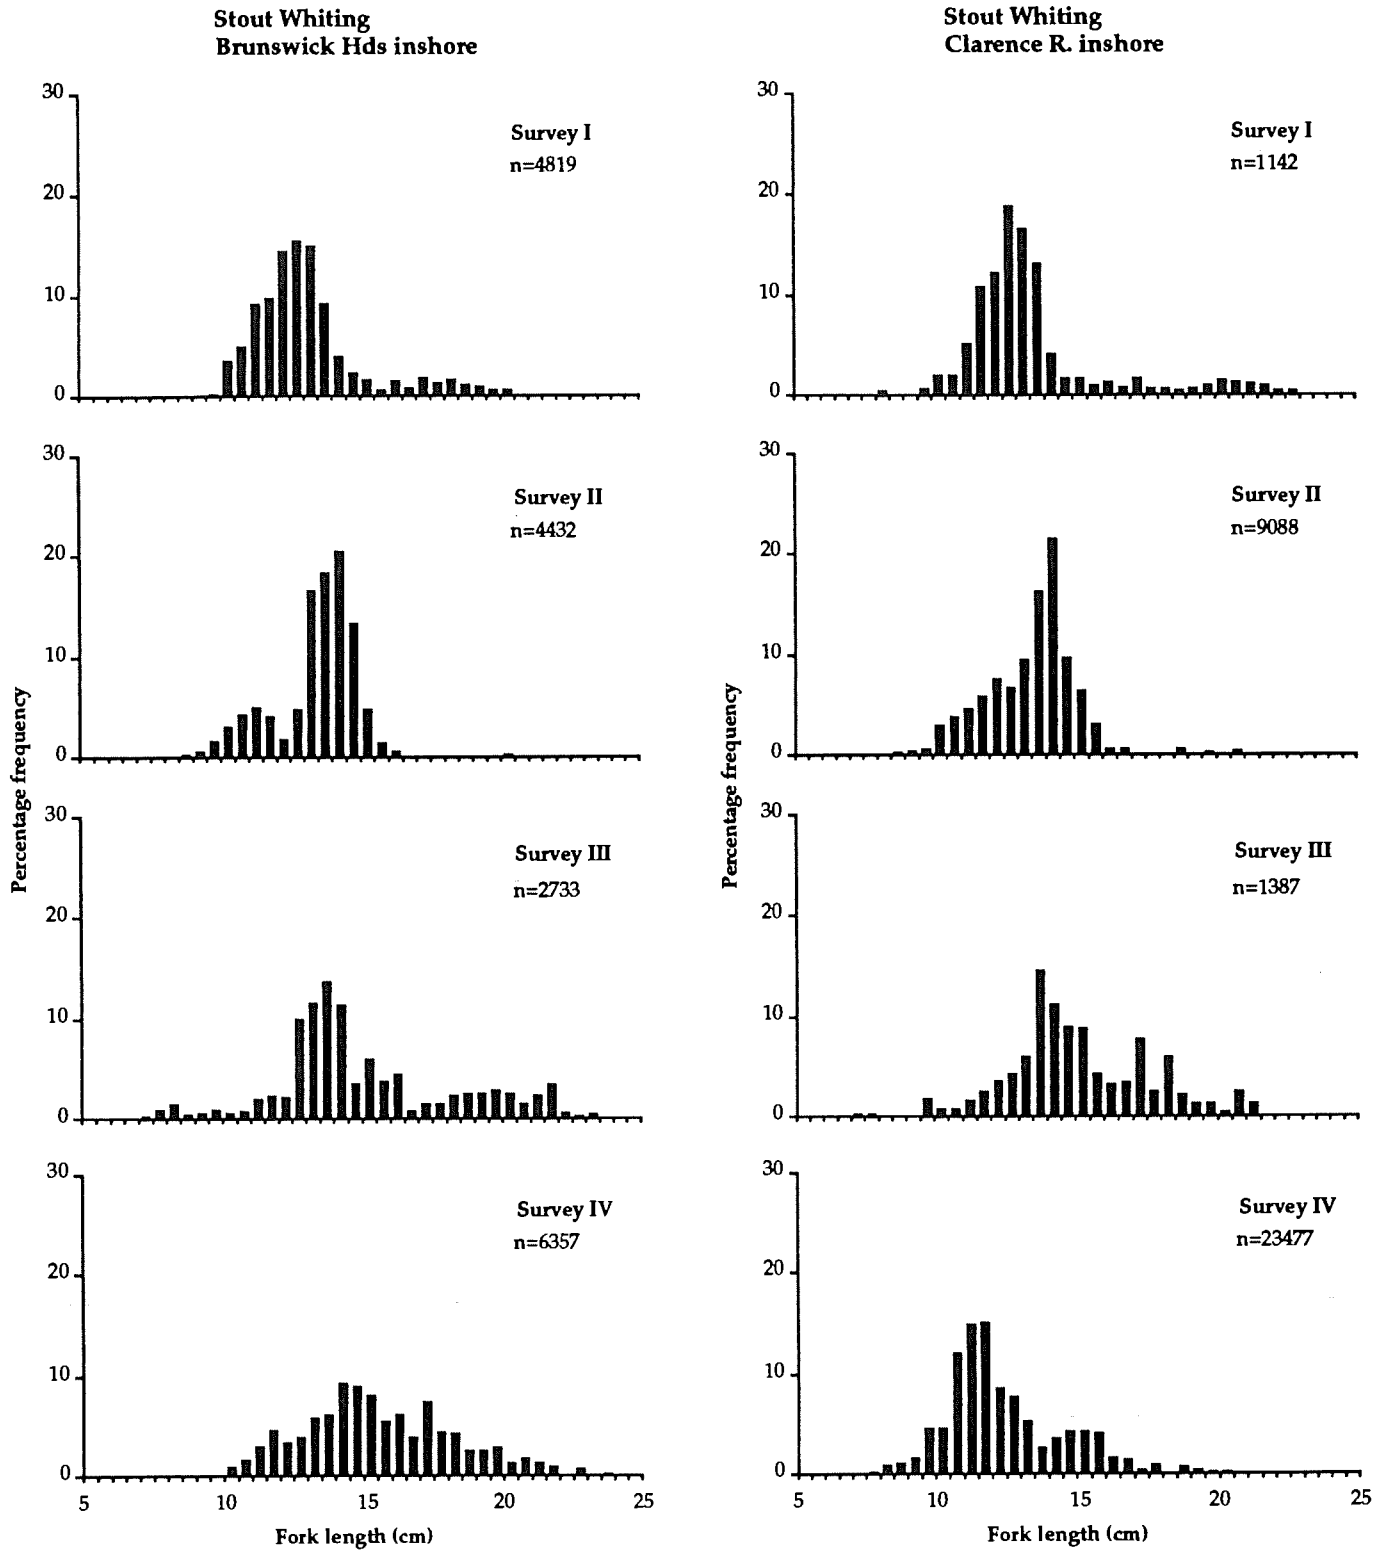 Stout Whiting
Brunswick Hds inshore
30
20
10
0
Survey I
n=4819
30
20
10
0
Survey II
n=4432
30
20
10
0
Survey III
n=2733
30
20
10
0
Survey IV
n=6357
5 10 15 20 25
Percentage frequency
Fork length (cm)
Stout Whiting
Clarence R. inshore
30
20
10
0
Survey I
n=1142
30
20
10
0
Survey II
n=9088
30
20
10
0
Survey III
n=1387
30
20
10
0
Survey IV
n=23477
5 10 15 20 25
Percentage frequency
Fork length (cm)